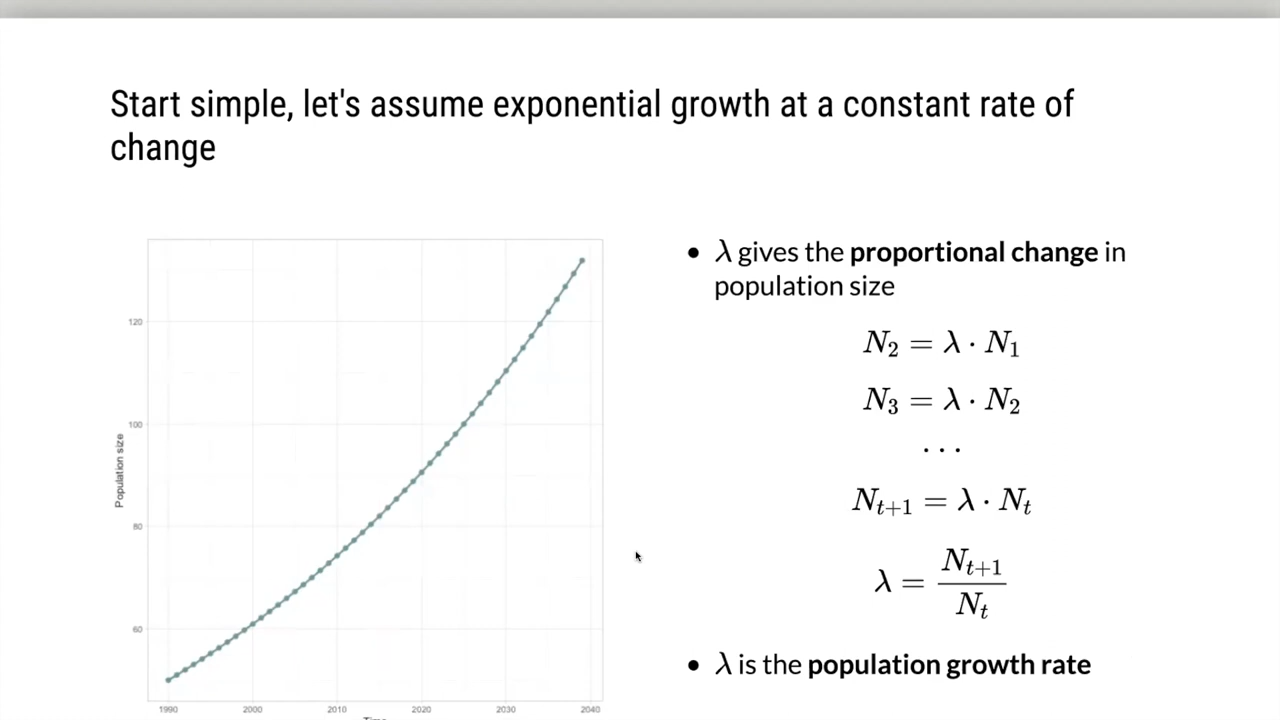 Start simple, let's assume exponential growth at a constant rate of
change
120
100
80
60
Population size
1990 2000 2010 2020 2030 2040
• λ gives the proportional change in
population size
N₂ = λ · N₁
N₃ = λ · N₂
· · ·
Nₜ₊₁ = λ · Nₜ
λ = Nₜ₊₁ / Nₜ
• λ is the population growth rate